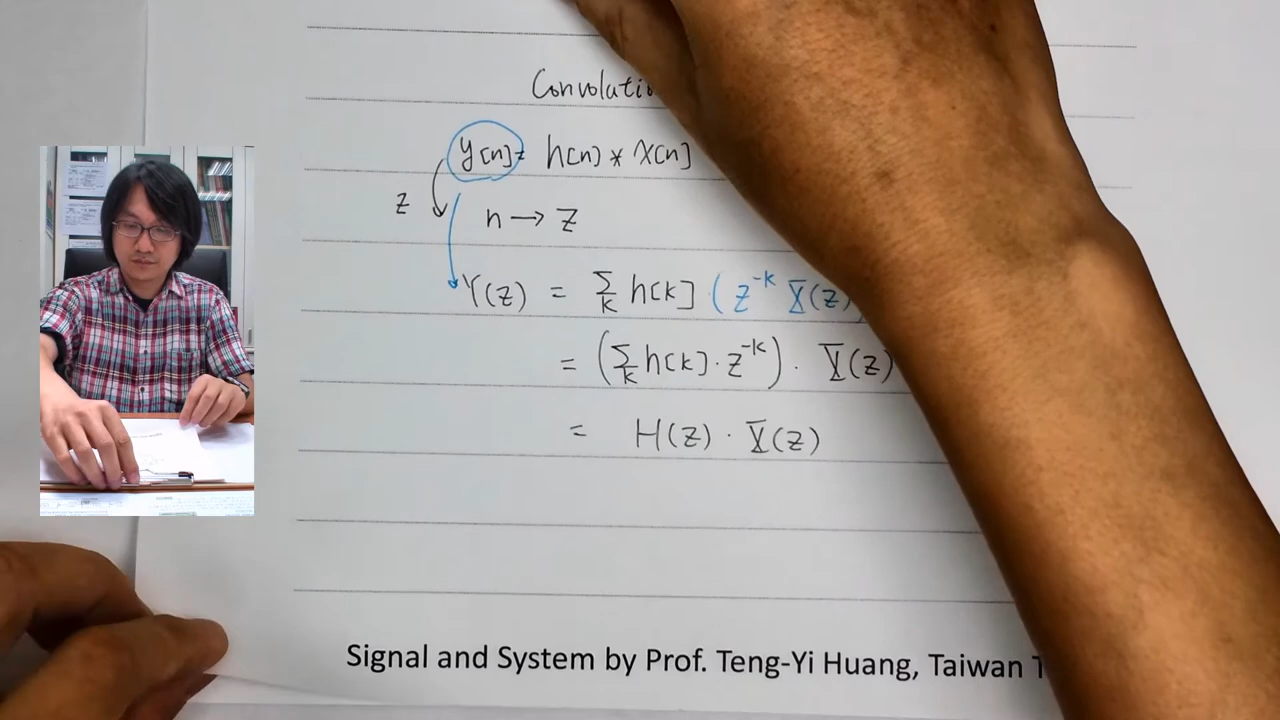 Convolutio
y[n] = h[n] * x[n]
z n → z
Y(z) = Σ_k h[k] (z^-k X(z)
= (Σ_k h[k] · z^-k) · X(z)
= H(z) · X(z)
Signal and System by Prof. Teng-Yi Huang, Taiwan T